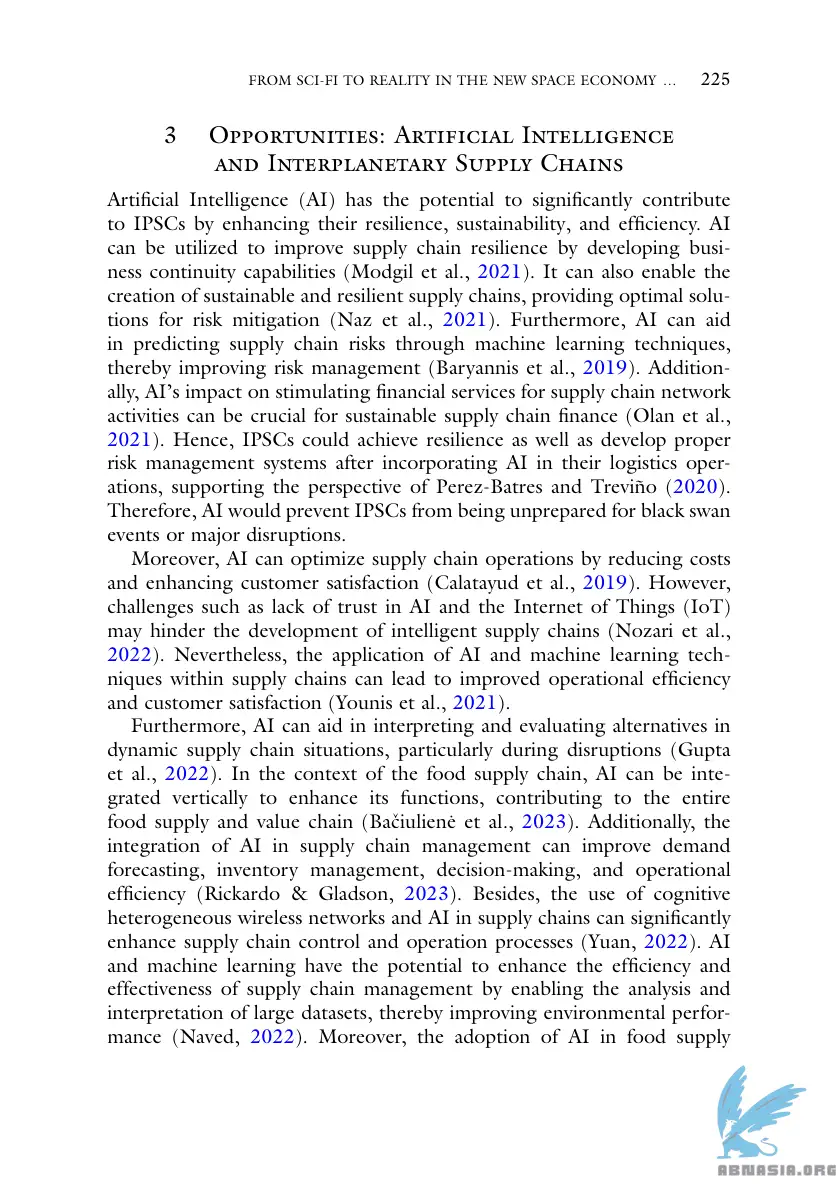 FROM SCI-FI TO REALITY IN THE NEW SPACE ECONOMY … 225
3 Opportunities: Artificial Intelligence
and Interplanetary Supply Chains
Artificial Intelligence (AI) has the potential to significantly contribute
to IPSCs by enhancing their resilience, sustainability, and efficiency. AI
can be utilized to improve supply chain resilience by developing busi-
ness continuity capabilities (Modgil et al., 2021). It can also enable the
creation of sustainable and resilient supply chains, providing optimal solu-
tions for risk mitigation (Naz et al., 2021). Furthermore, AI can aid
in predicting supply chain risks through machine learning techniques,
thereby improving risk management (Baryannis et al., 2019). Addition-
ally, AI’s impact on stimulating financial services for supply chain network
activities can be crucial for sustainable supply chain finance (Olan et al.,
2021). Hence, IPSCs could achieve resilience as well as develop proper
risk management systems after incorporating AI in their logistics oper-
ations, supporting the perspective of Perez-Batres and Treviño (2020).
Therefore, AI would prevent IPSCs from being unprepared for black swan
events or major disruptions.
Moreover, AI can optimize supply chain operations by reducing costs
and enhancing customer satisfaction (Calatayud et al., 2019). However,
challenges such as lack of trust in AI and the Internet of Things (IoT)
may hinder the development of intelligent supply chains (Nozari et al.,
2022). Nevertheless, the application of AI and machine learning tech-
niques within supply chains can lead to improved operational efficiency
and customer satisfaction (Younis et al., 2021).
Furthermore, AI can aid in interpreting and evaluating alternatives in
dynamic supply chain situations, particularly during disruptions (Gupta
et al., 2022). In the context of the food supply chain, AI can be inte-
grated vertically to enhance its functions, contributing to the entire
food supply and value chain (Bačiulienė et al., 2023). Additionally, the
integration of AI in supply chain management can improve demand
forecasting, inventory management, decision-making, and operational
efficiency (Rickardo & Gladson, 2023). Besides, the use of cognitive
heterogeneous wireless networks and AI in supply chains can significantly
enhance supply chain control and operation processes (Yuan, 2022). AI
and machine learning have the potential to enhance the efficiency and
effectiveness of supply chain management by enabling the analysis and
interpretation of large datasets, thereby improving environmental perfor-
mance (Naved, 2022). Moreover, the adoption of AI in food supply
ABNASIA.ORG